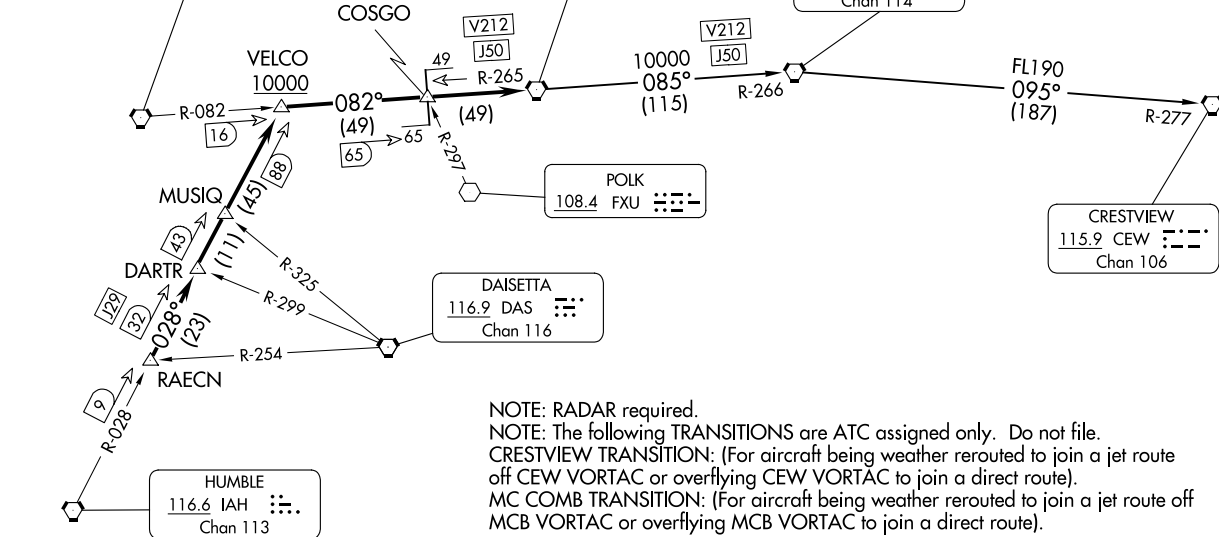 Chan 114
COSGO
V212
J50
V212
J50
VELCO
10000
49
R-265
10000
085°
(115)
R-266
FL190
095°
(187)
R-277
R-082
16
082°
(49)
65
65
(49)
R-297
88
(45)
MUSIQ
POLK
108.4 FXU
CRESTVIEW
115.9 CEW
Chan 106
43
(11)
DARTR
R-325
R-299
DAISETTA
116.9 DAS
Chan 116
J29
32
028°
(23)
R-254
RAECN
9
R-028
HUMBLE
116.6 IAH
Chan 113
NOTE: RADAR required.
NOTE: The following TRANSITIONS are ATC assigned only. Do not file.
CRESTVIEW TRANSITION: (For aircraft being weather rerouted to join a jet route
off CEW VORTAC or overflying CEW VORTAC to join a direct route).
MC COMB TRANSITION: (For aircraft being weather rerouted to join a jet route off
MCB VORTAC or overflying MCB VORTAC to join a direct route).